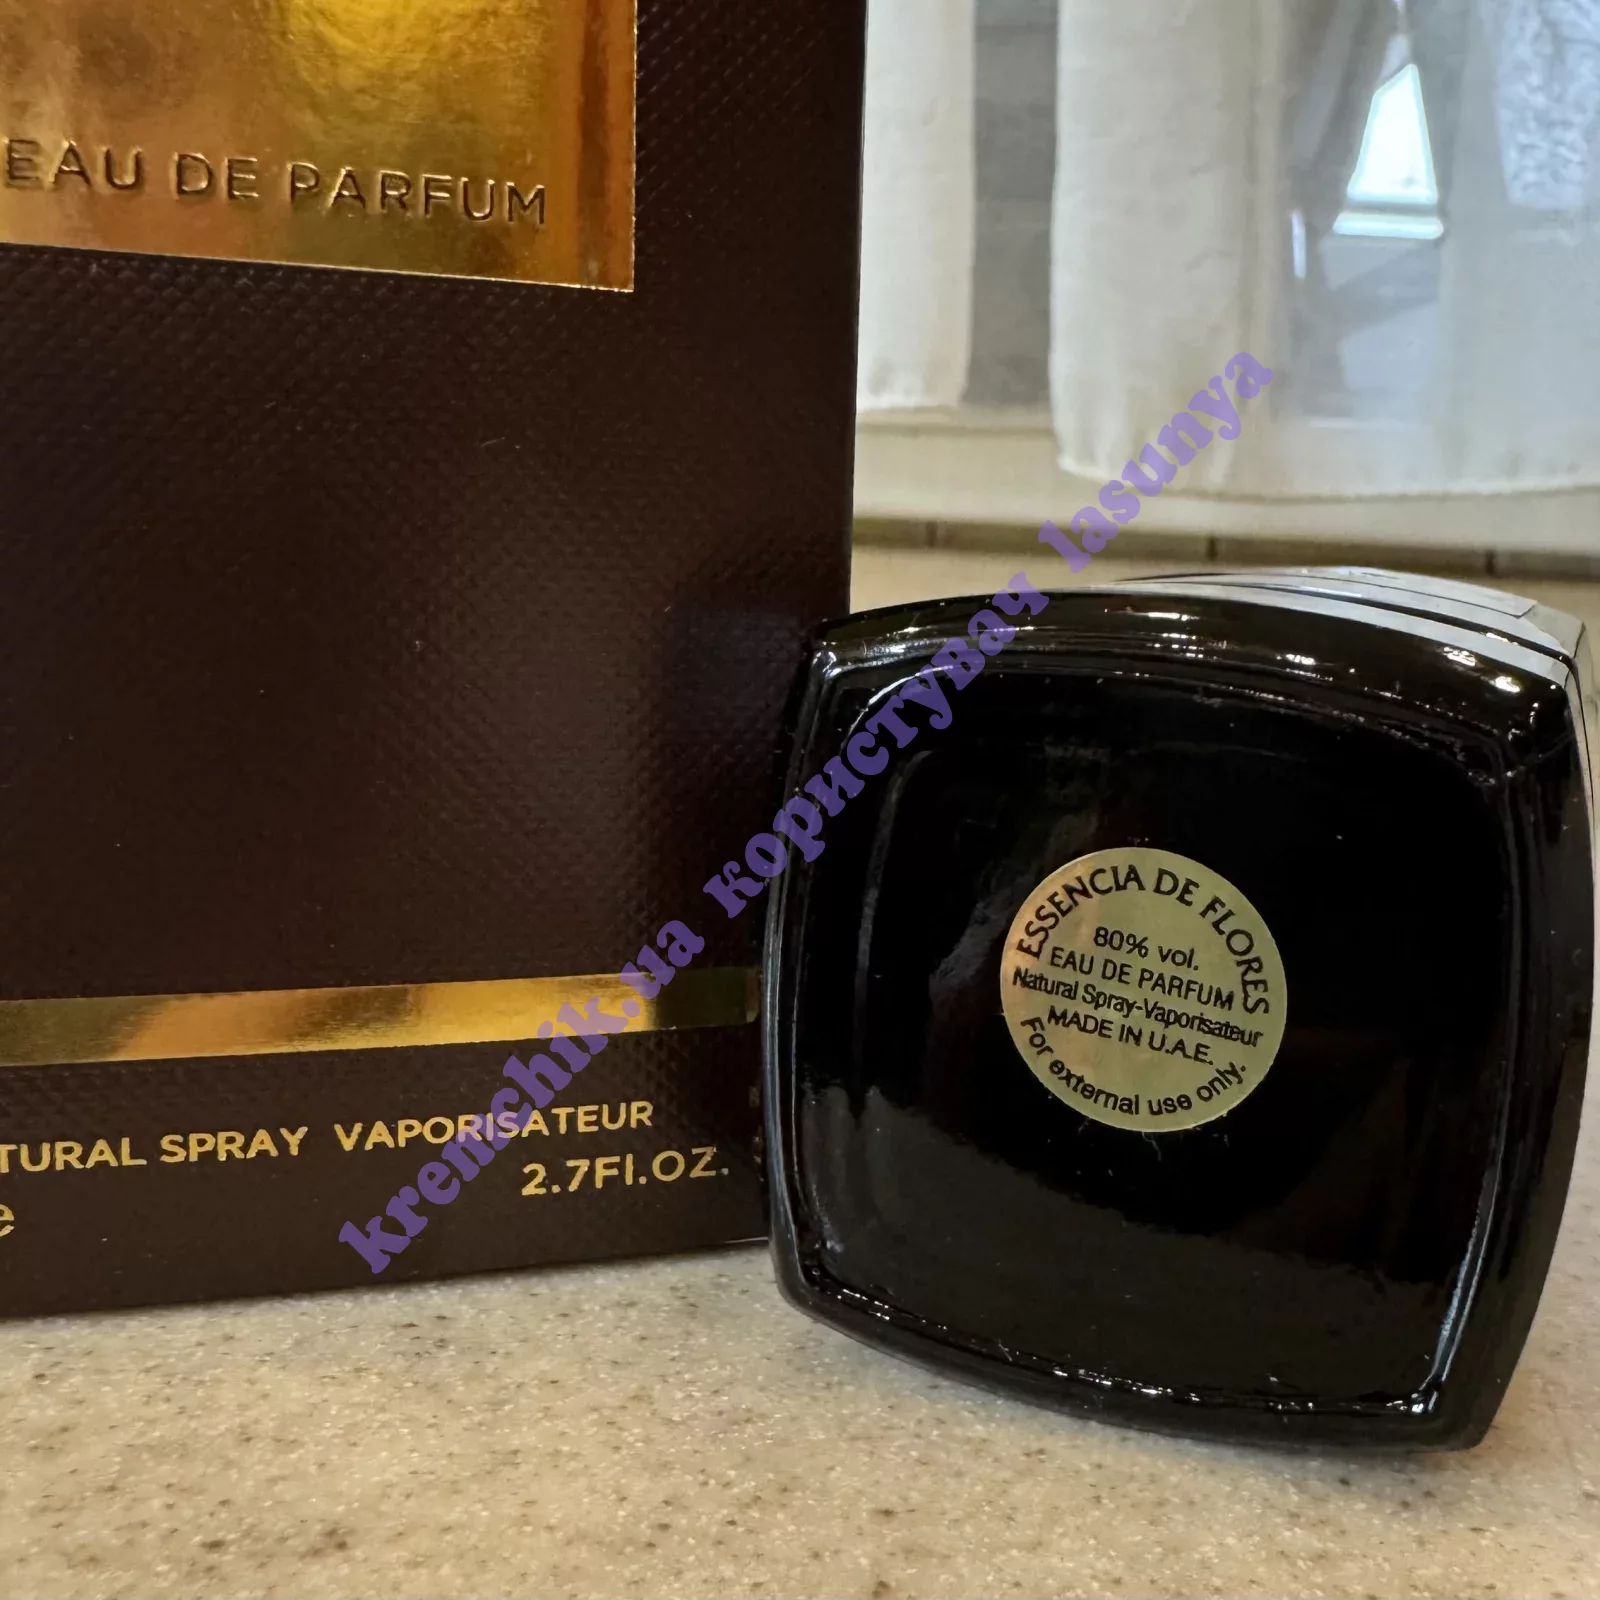 EAU DE PARFUM
TURAL SPRAY VAPORISATEUR
e 2.7Fl.OZ.
ESSENCIA DE FLORES
80% vol.
EAU DE PARFUM
Natural Spray-Vaporisateur
MADE IN U.A.E.
For external use only.
krenchik.ua користувач lasunya